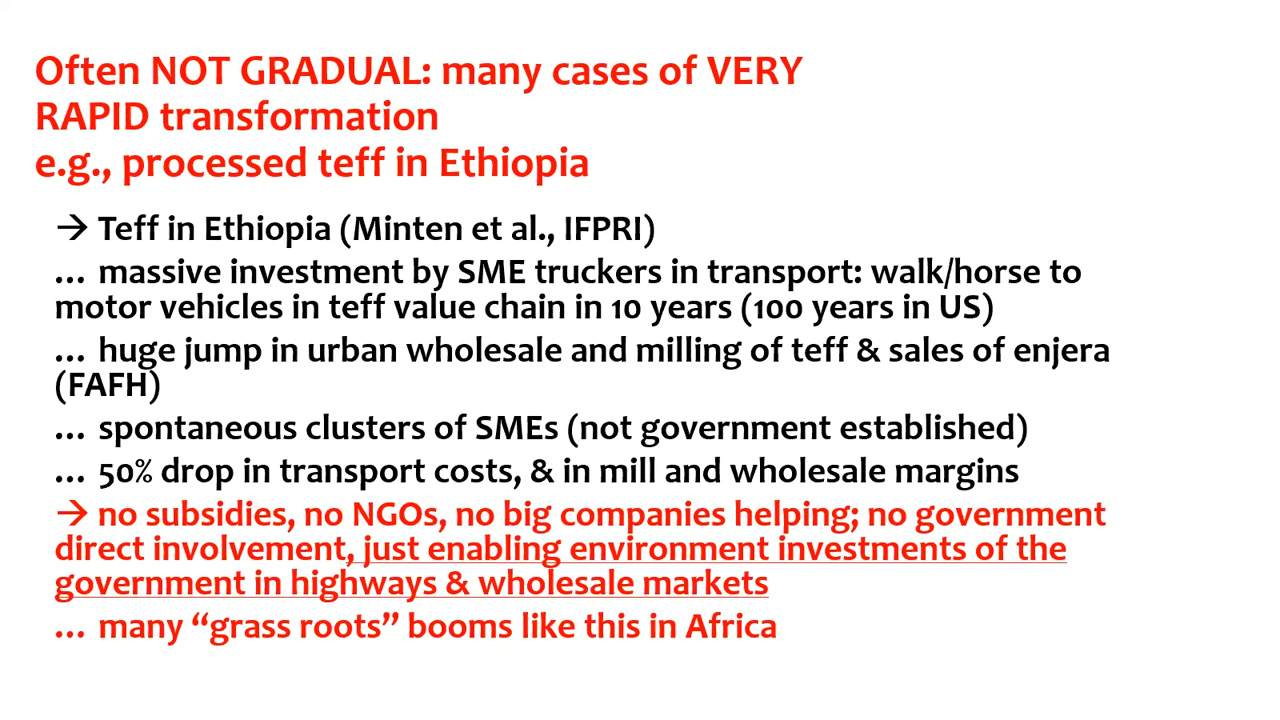 Often NOT GRADUAL: many cases of VERY
RAPID transformation
e.g., processed teff in Ethiopia
→ Teff in Ethiopia (Minten et al., IFPRI)
… massive investment by SME truckers in transport: walk/horse to
motor vehicles in teff value chain in 10 years (100 years in US)
… huge jump in urban wholesale and milling of teff & sales of enjera
(FAFH)
… spontaneous clusters of SMEs (not government established)
… 50% drop in transport costs, & in mill and wholesale margins
→ no subsidies, no NGOs, no big companies helping; no government
direct involvement, just enabling environment investments of the
government in highways & wholesale markets
… many “grass roots” booms like this in Africa